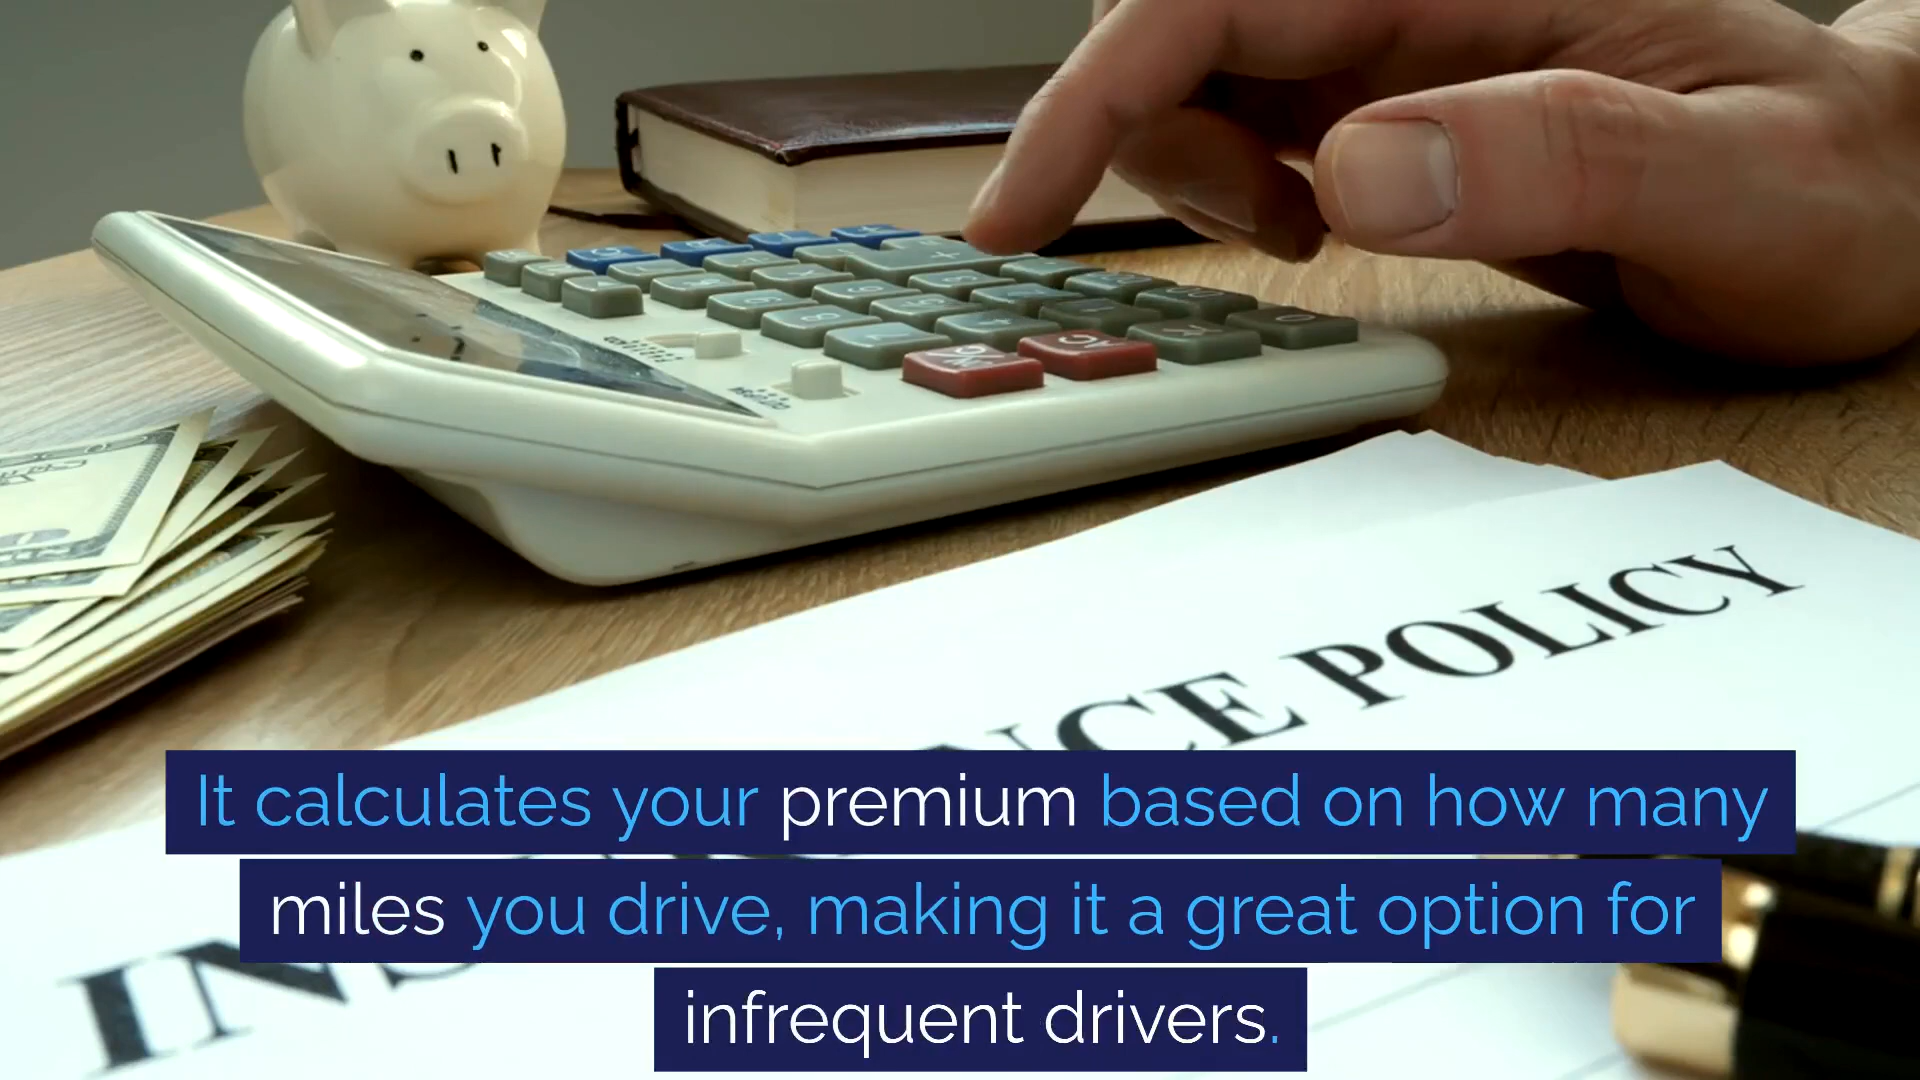 NCE POLICY
It calculates your premium based on how many
miles you drive, making it a great option for
infrequent drivers.